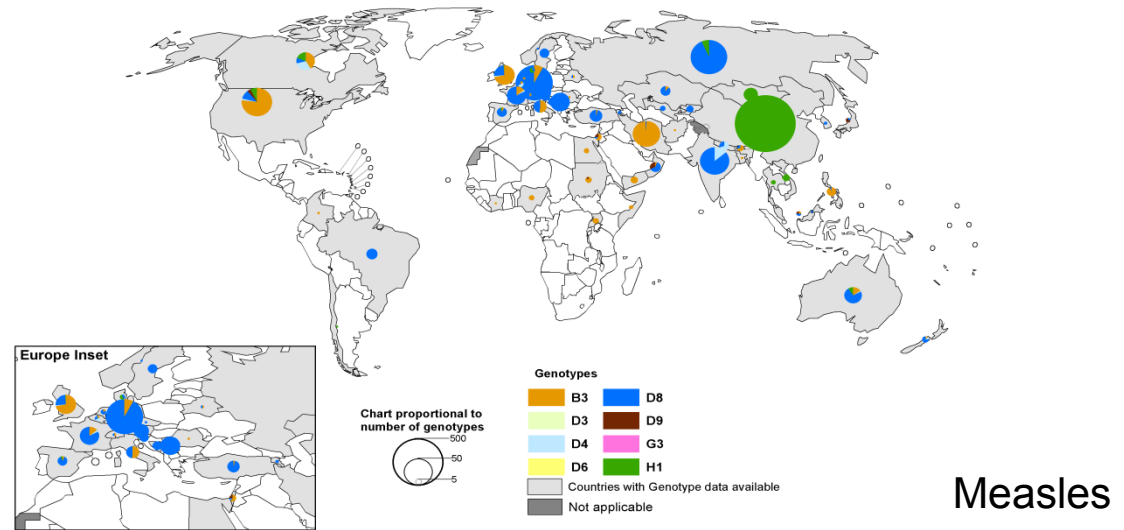 Europe Inset
Chart proportional to
number of genotypes
500
50
5
Genotypes
B3 D8
D3 D9
D4 G3
D6 H1
Countries with Genotype data available
Not applicable
Measles